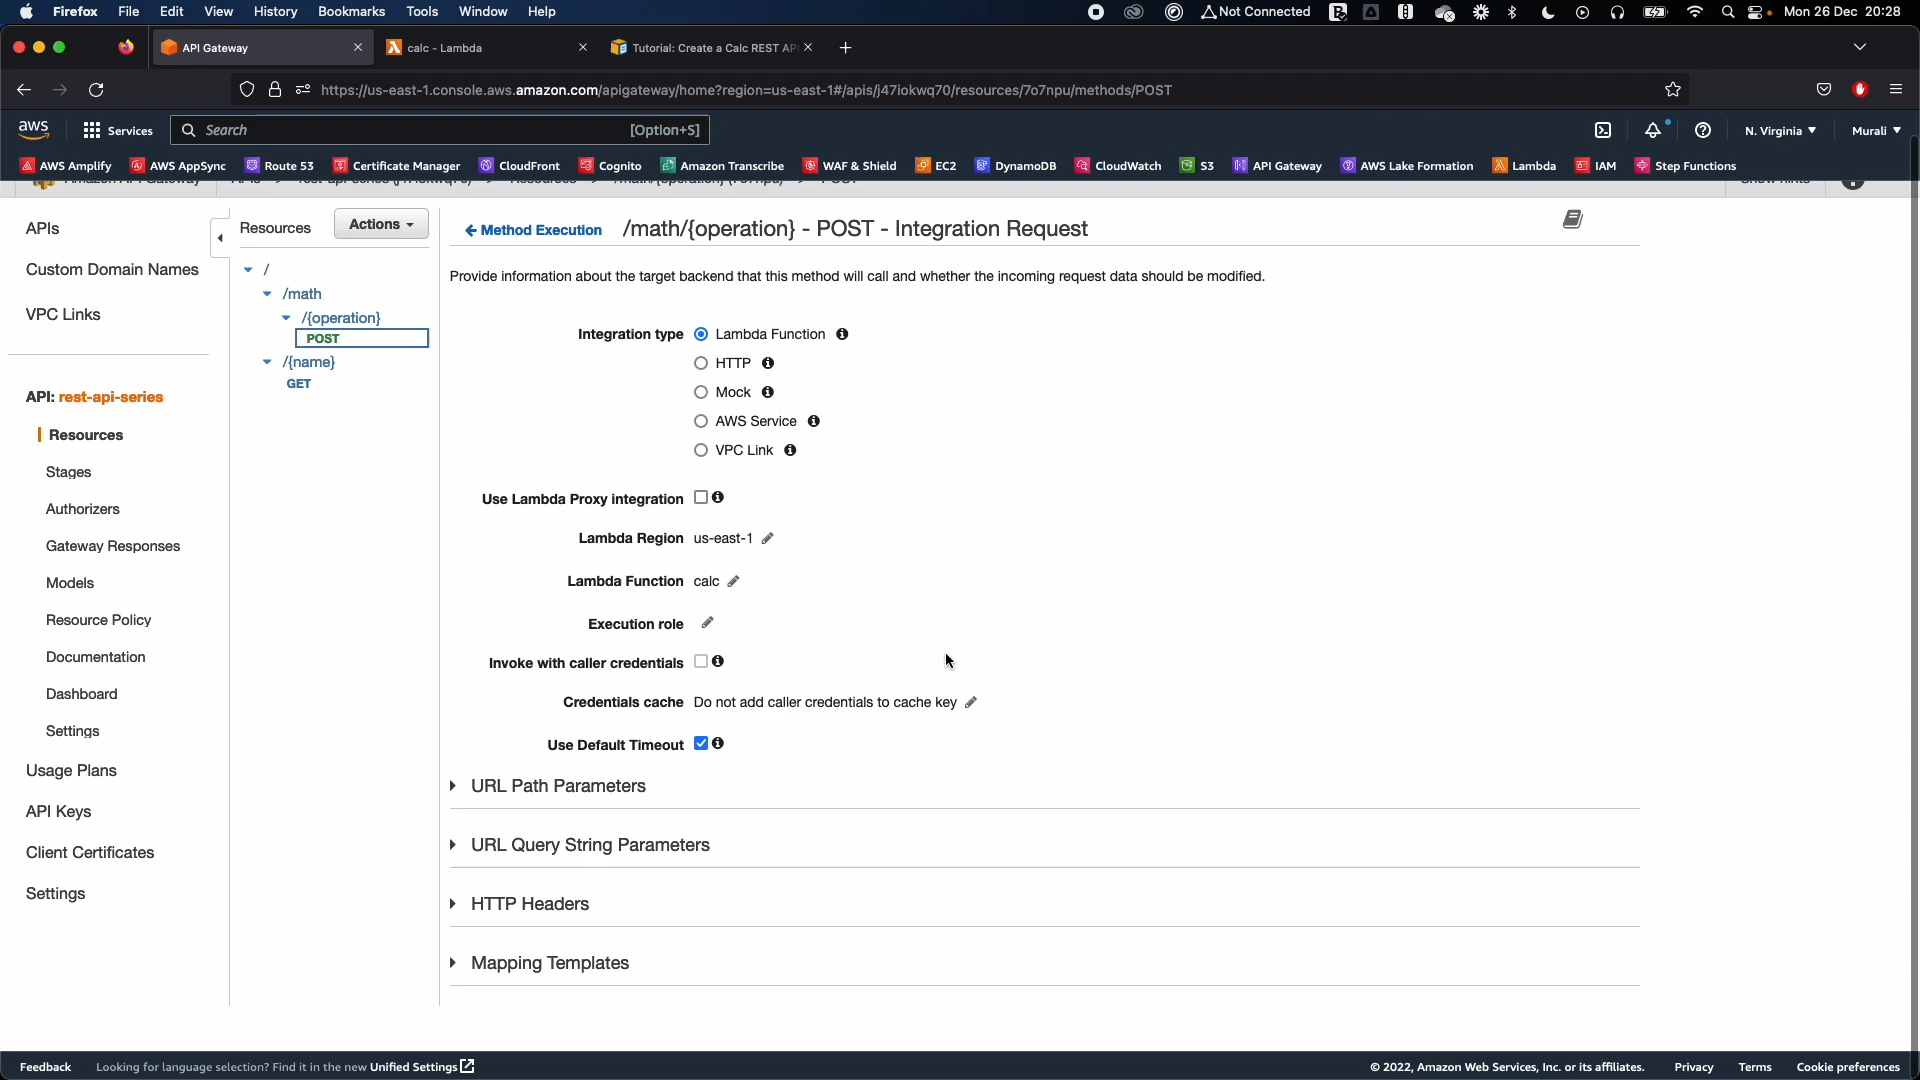 Firefox File Edit View History Bookmarks Tools Window Help Not Connected Mon 26 Dec 20:28
API Gateway calc - Lambda Tutorial: Create a Calc REST AP
https://us-east-1.console.aws.amazon.com/apigateway/home?region=us-east-1#/apis/j47iokwq70/resources/7o7npu/methods/POST
aws Services Search [Option+S] N. Virginia Murali
AWS Amplify AWS AppSync Route 53 Certificate Manager CloudFront Cognito Amazon Transcribe WAF & Shield EC2 DynamoDB CloudWatch S3 API Gateway AWS Lake Formation Lambda IAM Step Functions
APIs
Custom Domain Names
VPC Links
API: rest-api-series
Resources
Stages
Authorizers
Gateway Responses
Models
Resource Policy
Documentation
Dashboard
Settings
Usage Plans
API Keys
Client Certificates
Settings
Resources Actions
/
/math
/{operation}
POST
/{name}
GET
Method Execution /math/{operation} - POST - Integration Request
Provide information about the target backend that this method will call and whether the incoming request data should be modified.
Integration type Lambda Function
HTTP
Mock
AWS Service
VPC Link
Use Lambda Proxy integration
Lambda Region us-east-1
Lambda Function calc
Execution role
Invoke with caller credentials
Credentials cache Do not add caller credentials to cache key
Use Default Timeout
URL Path Parameters
URL Query String Parameters
HTTP Headers
Mapping Templates
Feedback Looking for language selection? Find it in the new Unified Settings © 2022, Amazon Web Services, Inc. or its affiliates. Privacy Terms Cookie preferences